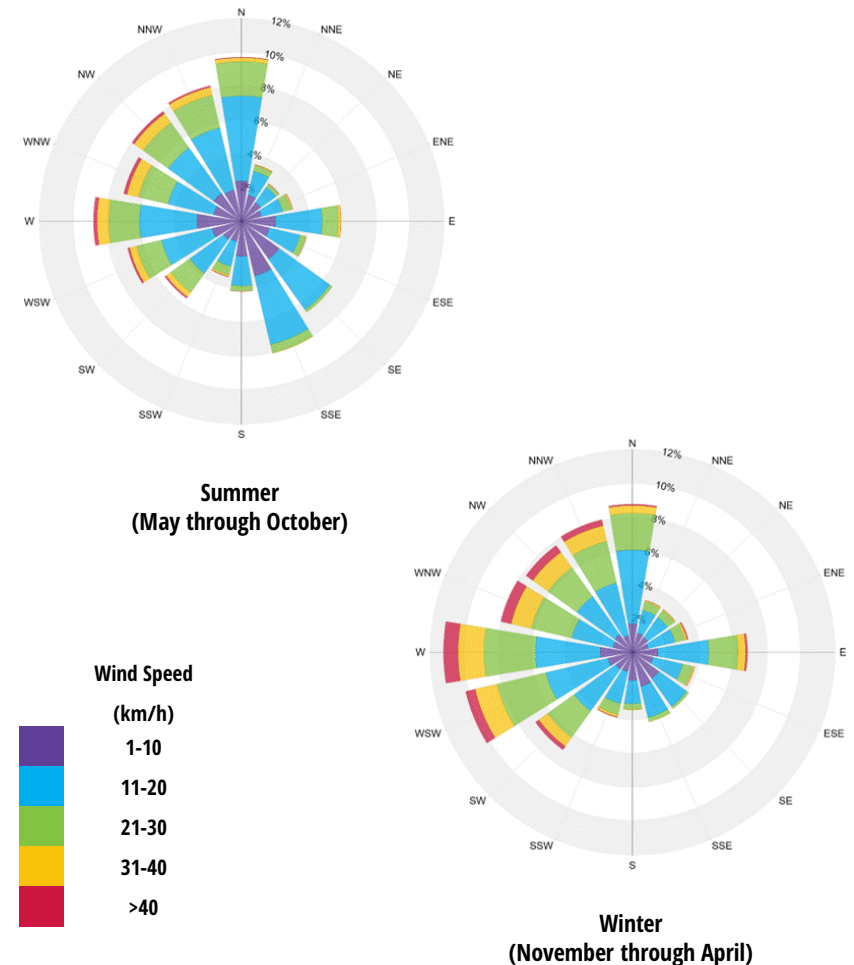 N
12%
NNW
NNE
10%
NW
NE
8%
6%
WNW
ENE
4%
2%
W
E
WSW
ESE
SW
SE
SSW
SSE
S
Summer
(May through October)
N
12%
NNW
NNE
10%
NW
NE
8%
6%
WNW
ENE
4%
2%
W
E
WSW
ESE
SW
SE
SSW
SSE
S
Wind Speed
(km/h)
1-10
11-20
21-30
31-40
>40
Winter
(November through April)